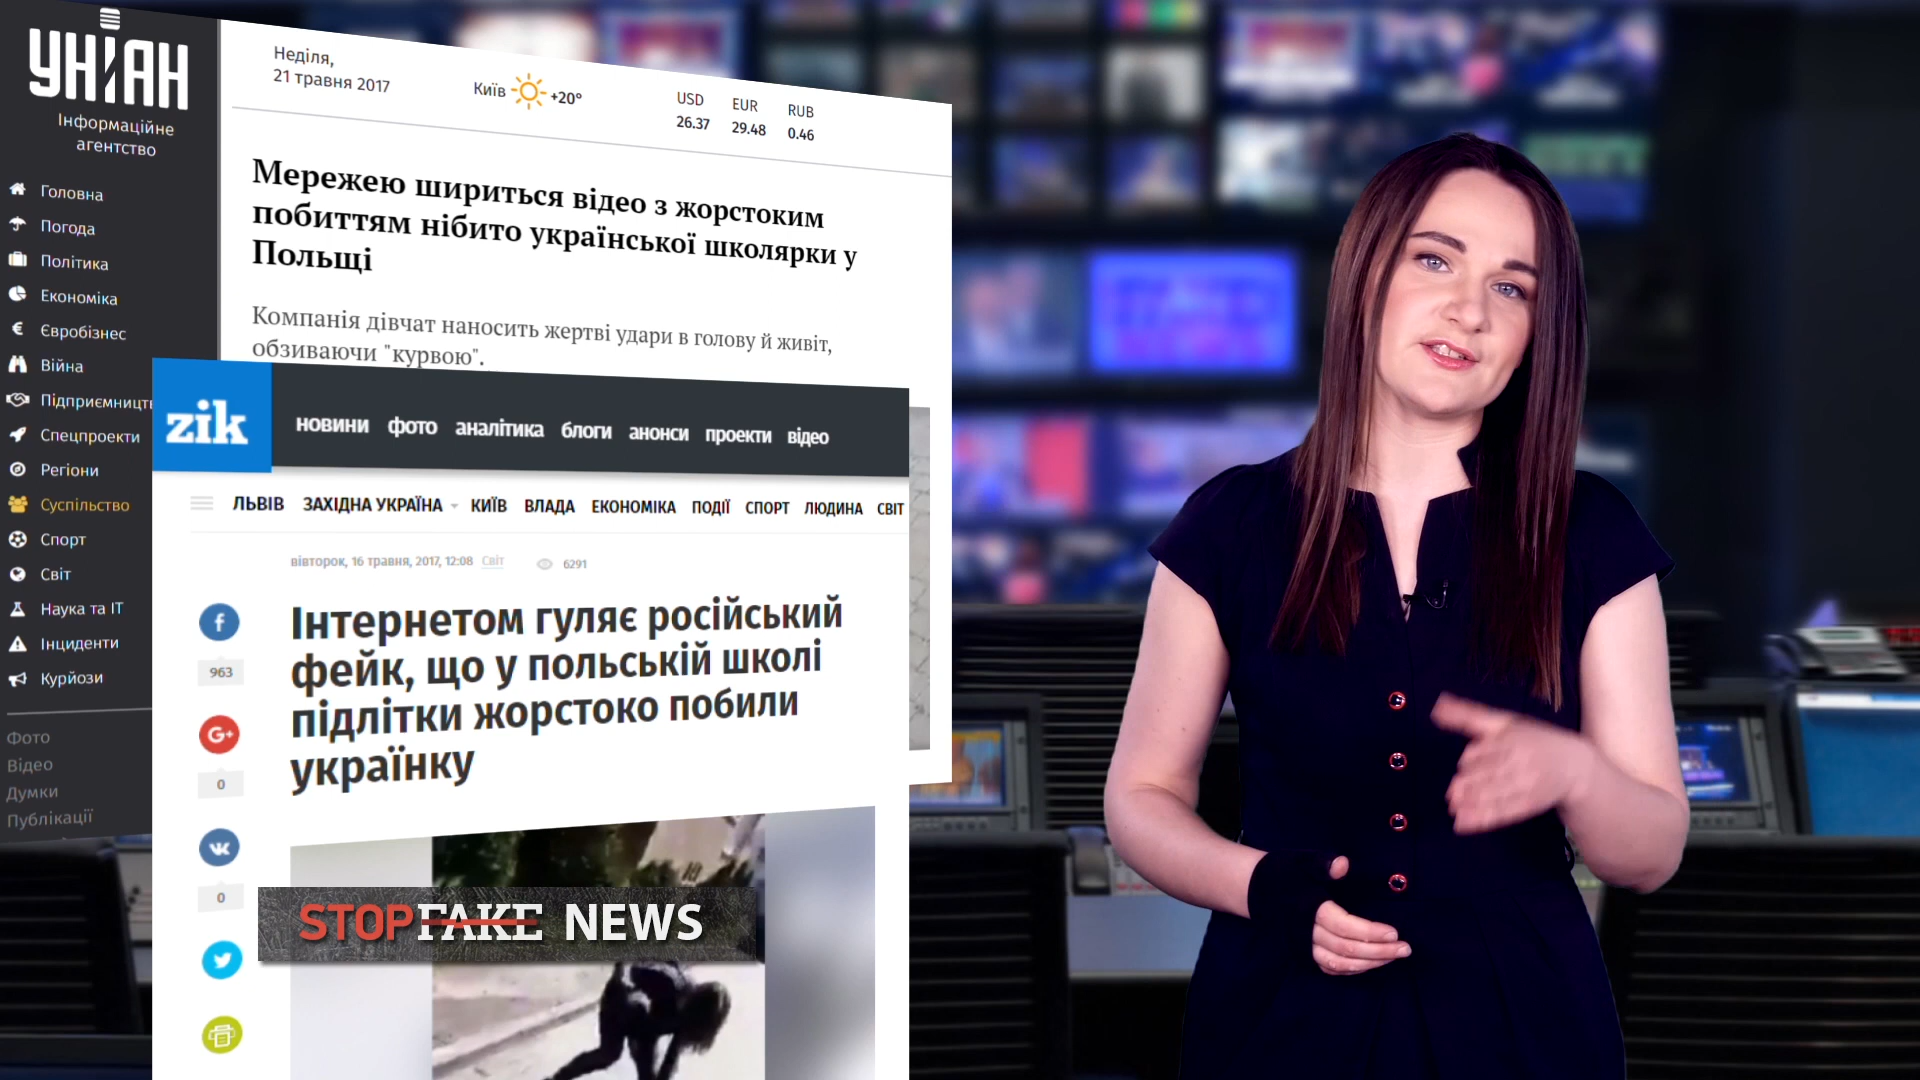 УНІАН
Інформаційне
агентство
Головна
Погода
Політика
Економіка
Євробізнес
Війна
Підприємницт
Спецпроекти
Регіони
Суспільство
Спорт
Світ
Наука та ІТ
Інциденти
Курйози
Фото
Відео
Думки
Публікації
Неділя,
21 травня 2017
Київ +20°
USD EUR RUB
26.37 29.48 0.46
Мережею шириться відео з жорстоким
побиттям нібито української школярки у
Польщі
Компанія дівчат наносить жертві удари в голову й живіт,
обзиваючи "курвою".
zik
новини фото аналітика блоги анонси проекти відео
ЛЬВІВ ЗАХІДНА УКРАЇНА КИЇВ ВЛАДА ЕКОНОМІКА ПОДІЇ СПОРТ ЛЮДИНА СВІТ
вівторок, 16 травня, 2017, 12:08 Світ 6291
Інтернетом гуляє російський
фейк, що у польській школі
підлітки жорстоко побили
українку
963
G+
0
0
STOPFAKE NEWS